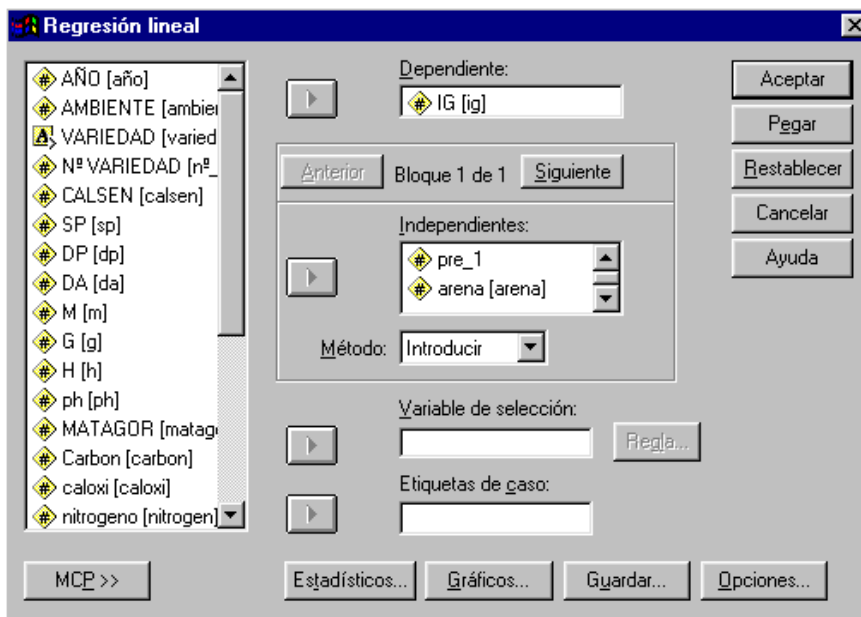 Regresión lineal
# AÑO [año]
# AMBIENTE [ambier
A VARIEDAD [varied
# Nº VARIEDAD [nº_
# CALSEN [calsen]
# SP [sp]
# DP [dp]
# DA [da]
# M [m]
# G [g]
# H [h]
# ph [ph]
# MATAGOR [matago
# Carbon [carbon]
# caloxi [caloxi]
# nitrogeno [nitrogen]
MCP >>
Dependiente:
# IG [ig]
Anterior
Bloque 1 de 1
Siguiente
Independientes:
# pre_1
# arena [arena]
Método:
Introducir
Variable de selección:
Regla...
Etiquetas de caso:
Estadísticos...
Gráficos...
Guardar...
Opciones...
Aceptar
Pegar
Restablecer
Cancelar
Ayuda